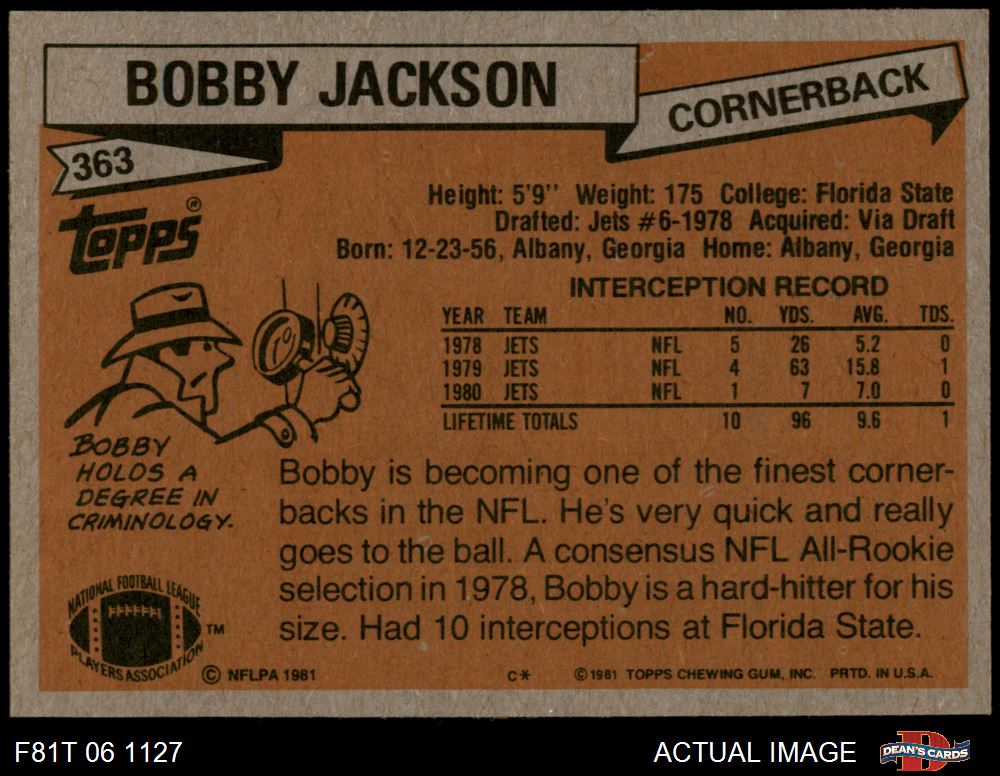 BOBBY JACKSON
CORNERBACK
363
topps®
Height: 5'9'' Weight: 175 College: Florida State
Drafted: Jets #6-1978 Acquired: Via Draft
Born: 12-23-56, Albany, Georgia Home: Albany, Georgia
INTERCEPTION RECORD
YEAR TEAM NO. YDS. AVG. TDS.
1978 JETS NFL 5 26 5.2 0
1979 JETS NFL 4 63 15.8 1
1980 JETS NFL 1 7 7.0 0
LIFETIME TOTALS 10 96 9.6 1
BOBBY
HOLDS A
DEGREE IN
CRIMINOLOGY.
Bobby is becoming one of the finest corner-
backs in the NFL. He's very quick and really
goes to the ball. A consensus NFL All-Rookie
selection in 1978, Bobby is a hard-hitter for his
size. Had 10 interceptions at Florida State.
NATIONAL FOOTBALL LEAGUE
PLAYERS ASSOCIATION
TM
© NFLPA 1981
C* ©1981 TOPPS CHEWING GUM, INC. PRTD. IN U.S.A.
F81T 06 1127
ACTUAL IMAGE
DEAN'S CARDS